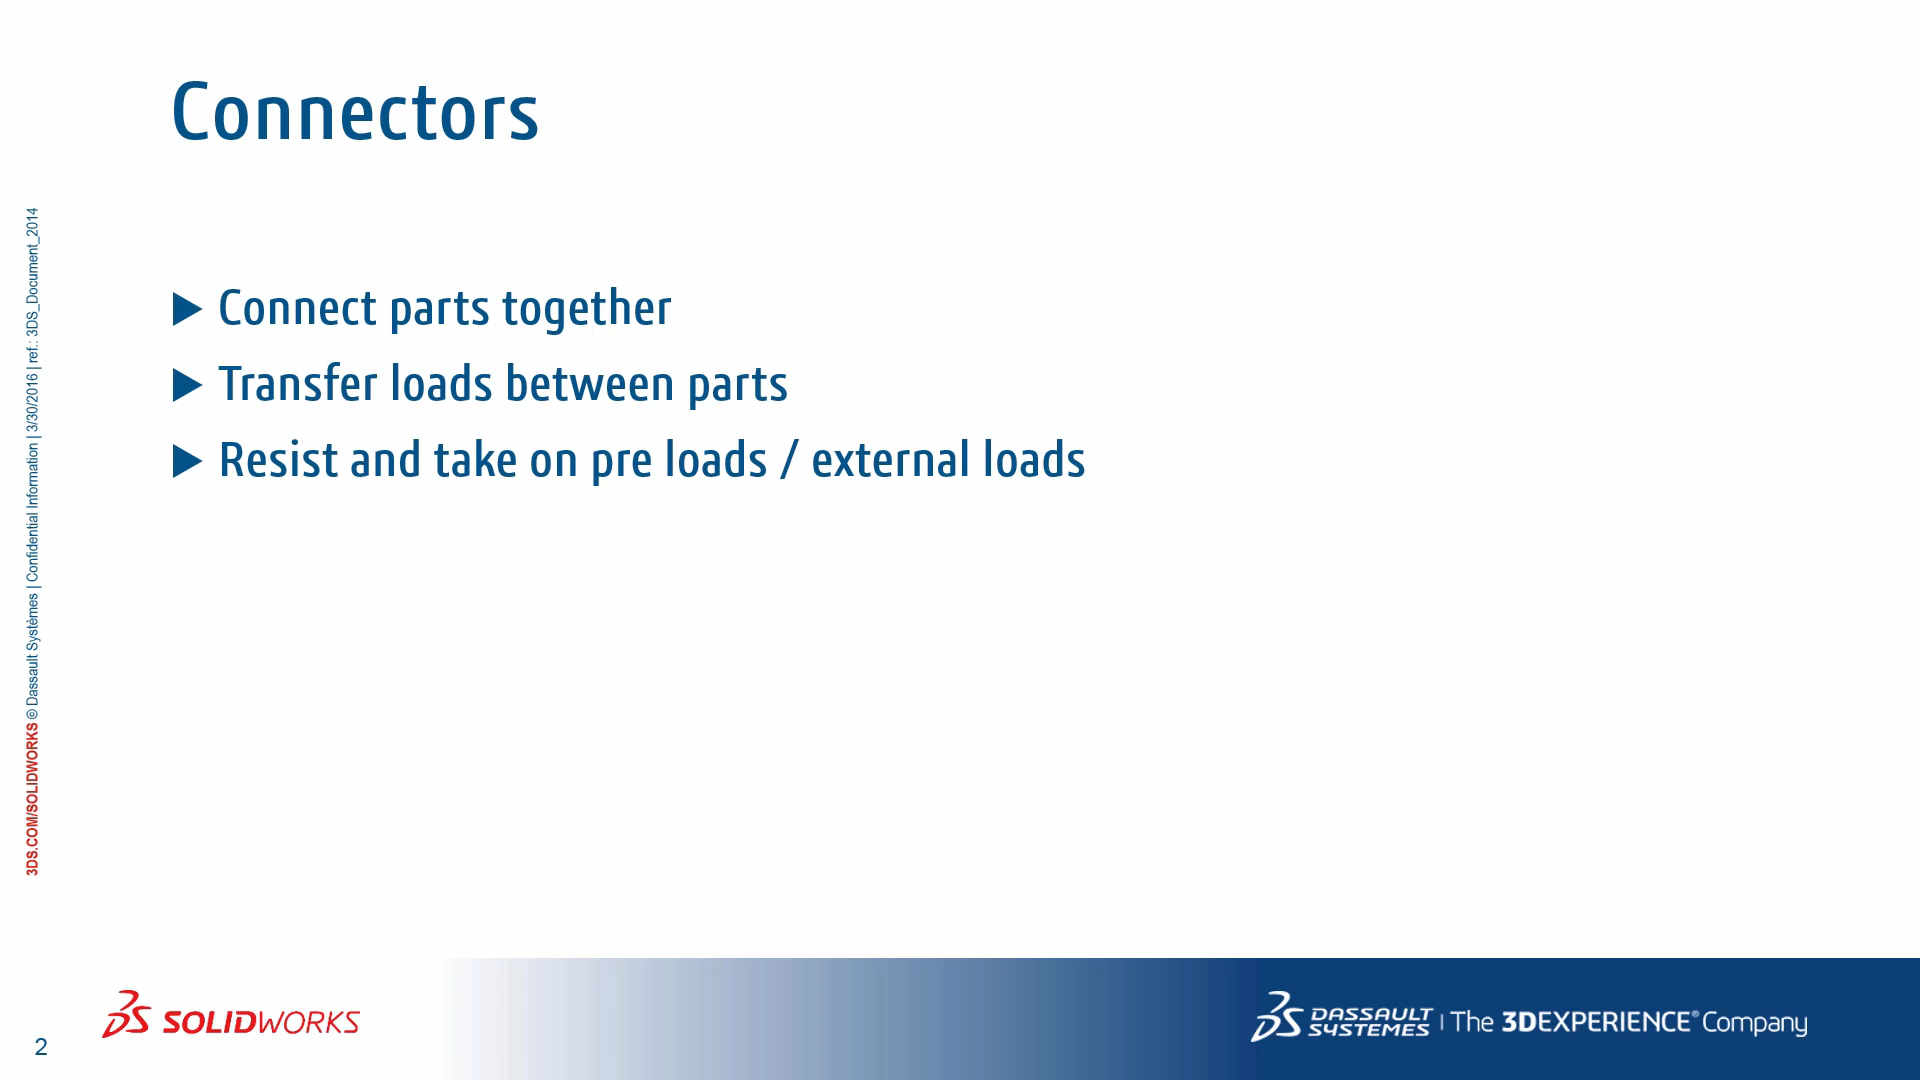 Connectors
▶ Connect parts together
▶ Transfer loads between parts
▶ Resist and take on pre loads / external loads
3DS.COM/SOLIDWORKS © Dassault Systèmes | Confidential Information | 3/30/2016 | ref.: 3DS_Document_2014
2
SOLIDWORKS
DASSAULT SYSTEMES | The 3DEXPERIENCE® Company